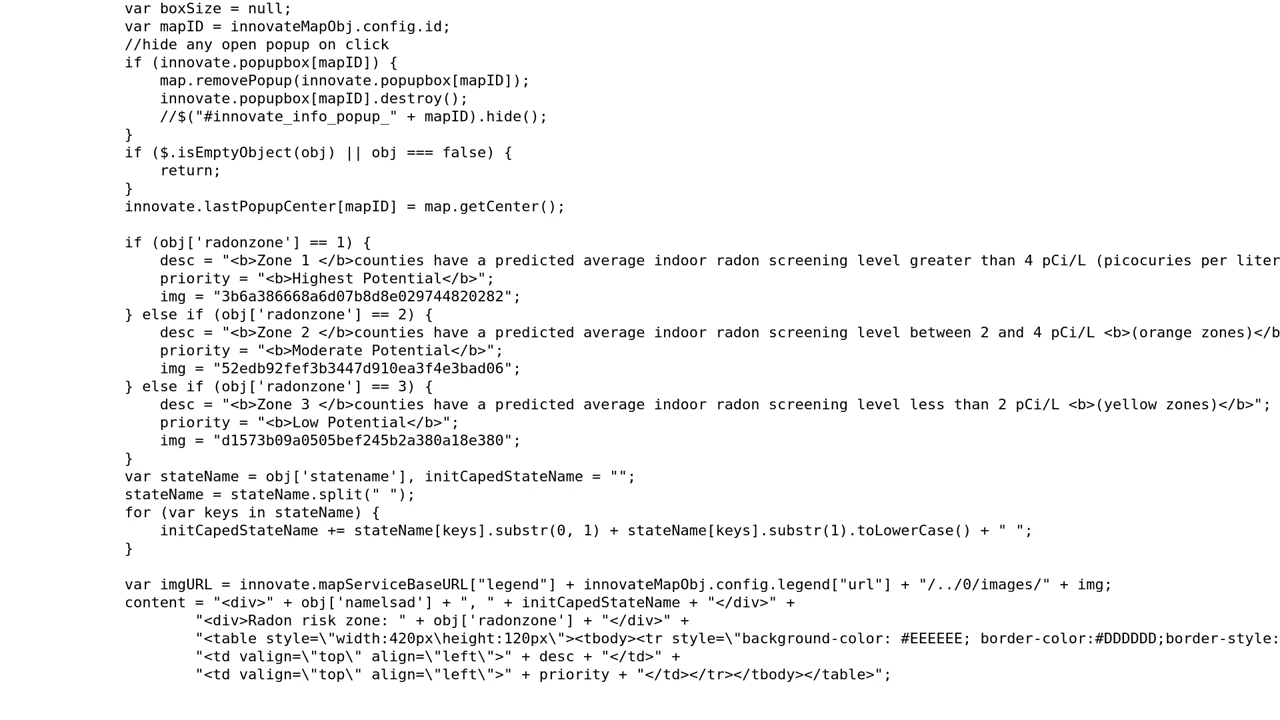 var boxSize = null;
var mapID = innovateMapObj.config.id;
//hide any open popup on click
if (innovate.popupbox[mapID]) {
    map.removePopup(innovate.popupbox[mapID]);
    innovate.popupbox[mapID].destroy();
    //$("#innovate_info_popup_" + mapID).hide();
}
if ($.isEmptyObject(obj) || obj === false) {
    return;
}
innovate.lastPopupCenter[mapID] = map.getCenter();

if (obj['radonzone'] == 1) {
    desc = "<b>Zone 1 </b>counties have a predicted average indoor radon screening level greater than 4 pCi/L (picocuries per liter
    priority = "<b>Highest Potential</b>";
    img = "3b6a386668a6d07b8d8e029744820282";
} else if (obj['radonzone'] == 2) {
    desc = "<b>Zone 2 </b>counties have a predicted average indoor radon screening level between 2 and 4 pCi/L <b>(orange zones)</b
    priority = "<b>Moderate Potential</b>";
    img = "52edb92fef3b3447d910ea3f4e3bad06";
} else if (obj['radonzone'] == 3) {
    desc = "<b>Zone 3 </b>counties have a predicted average indoor radon screening level less than 2 pCi/L <b>(yellow zones)</b>";
    priority = "<b>Low Potential</b>";
    img = "d1573b09a0505bef245b2a380a18e380";
}
var stateName = obj['statename'], initCapedStateName = "";
stateName = stateName.split(" ");
for (var keys in stateName) {
    initCapedStateName += stateName[keys].substr(0, 1) + stateName[keys].substr(1).toLowerCase() + " ";
}

var imgURL = innovate.mapServiceBaseURL["legend"] + innovateMapObj.config.legend["url"] + "/../0/images/" + img;
content = "<div>" + obj['namelsad'] + ", " + initCapedStateName + "</div>" +
        "<div>Radon risk zone: " + obj['radonzone'] + "</div>" +
        "<table style=\"width:420px\height:120px\"><tbody><tr style=\"background-color: #EEEEEE; border-color:#DDDDDD;border-style:
        "<td valign=\"top\" align=\"left\">" + desc + "</td>" +
        "<td valign=\"top\" align=\"left\">" + priority + "</td></tr></tbody></table>";